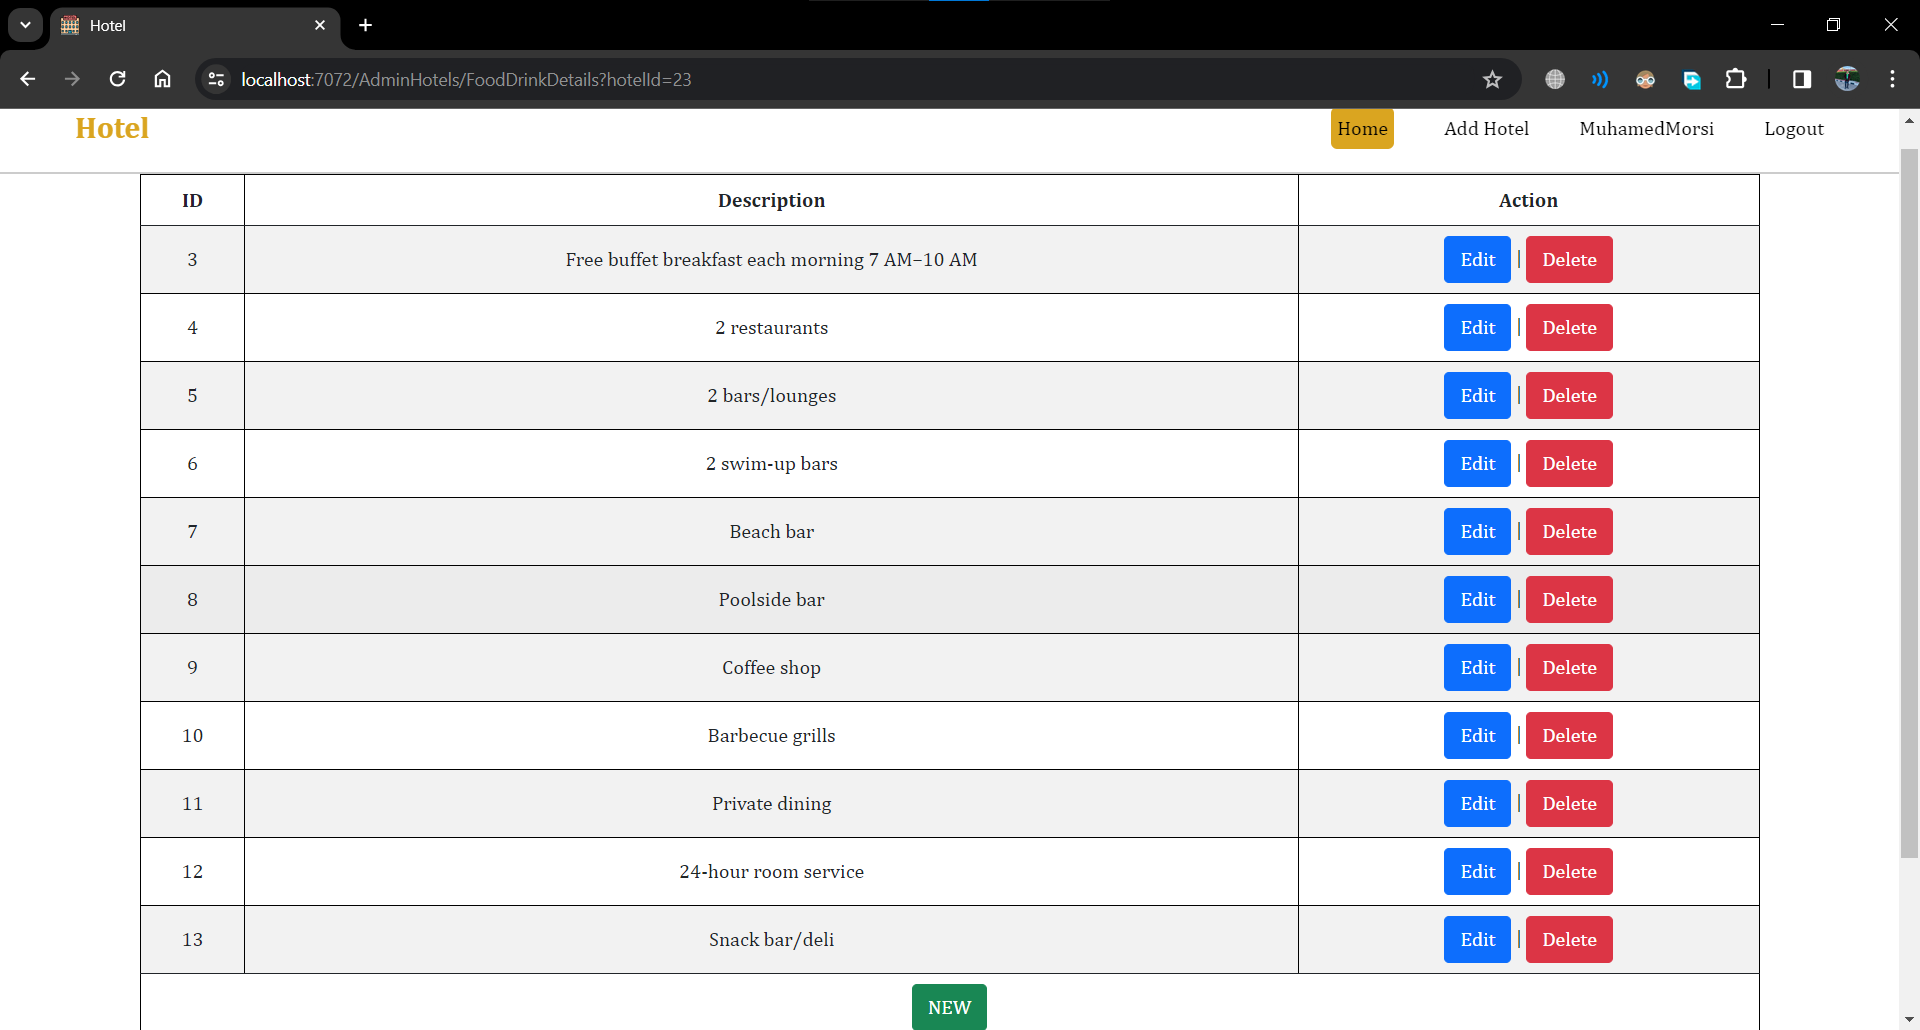 Hotel
localhost:7072/AdminHotels/FoodDrinkDetails?hotelId=23
Hotel Home Add Hotel MuhamedMorsi Logout
ID Description Action
3 Free buffet breakfast each morning 7 AM–10 AM Edit | Delete
4 2 restaurants Edit | Delete
5 2 bars/lounges Edit | Delete
6 2 swim-up bars Edit | Delete
7 Beach bar Edit | Delete
8 Poolside bar Edit | Delete
9 Coffee shop Edit | Delete
10 Barbecue grills Edit | Delete
11 Private dining Edit | Delete
12 24-hour room service Edit | Delete
13 Snack bar/deli Edit | Delete
NEW